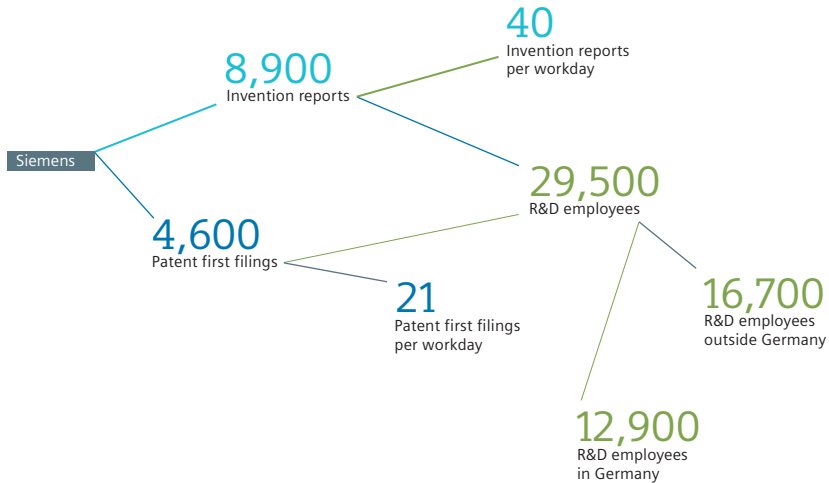 40
Invention reports
per workday
8,900
Invention reports
Siemens
29,500
R&D employees
4,600
Patent first filings
21
Patent first filings
per workday
16,700
R&D employees
outside Germany
12,900
R&D employees
in Germany